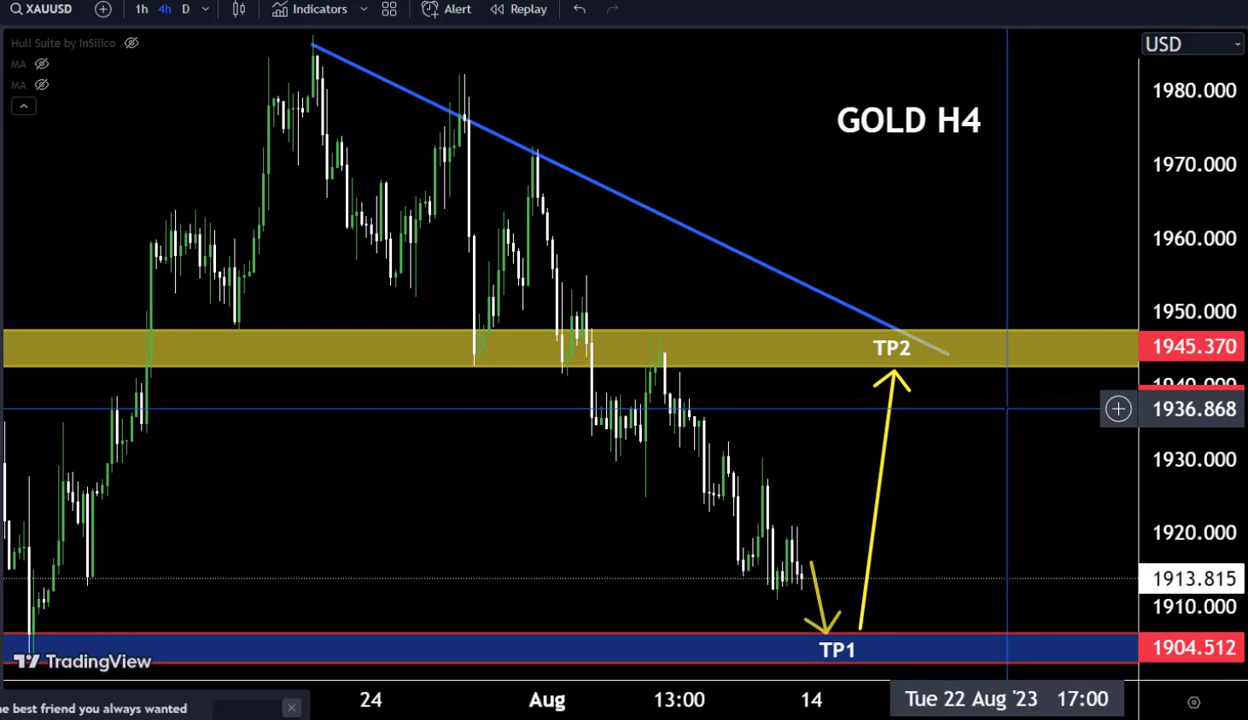 XAUUSD 1h 4h D Indicators Alert Replay
Hull Suite by InSilico
MA
MA
USD
GOLD H4
1980.000
1970.000
1960.000
1950.000
TP2
1945.370
1940.000
1936.868
1930.000
1920.000
1913.815
1910.000
TP1
1904.512
TradingView
24 Aug 13:00 14 Tue 22 Aug '23 17:00
best friend you always wanted